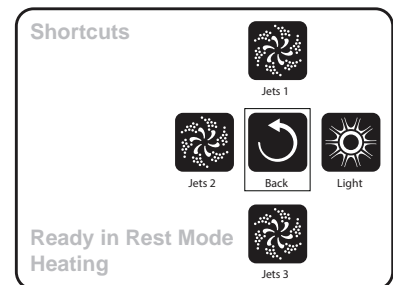 Shortcuts
Jets 1
Jets 2
Back
Light
Ready in Rest Mode
Heating
Jets 3